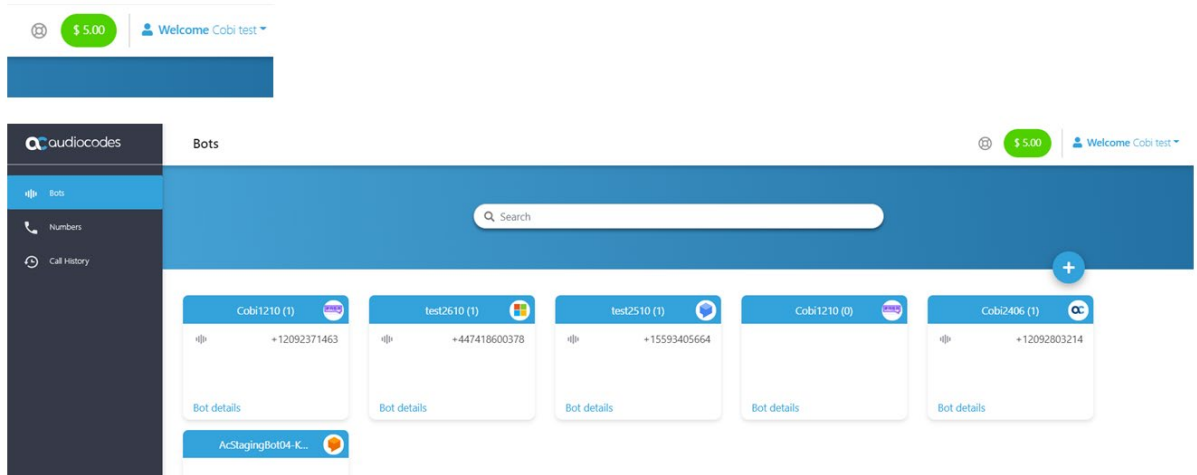 $ 5.00 Welcome Cobi test
audiocodes Bots $ 5.00 Welcome Cobi test
Bots
Search
Numbers
Call History
+
Cobi1210 (1) test2610 (1) test2510 (1) Cobi1210 (0) Cobi2406 (1)
+12092371463 +447418600378 +15593405664 +12092803214
Bot details Bot details Bot details Bot details Bot details
AcStagingBot04-K...